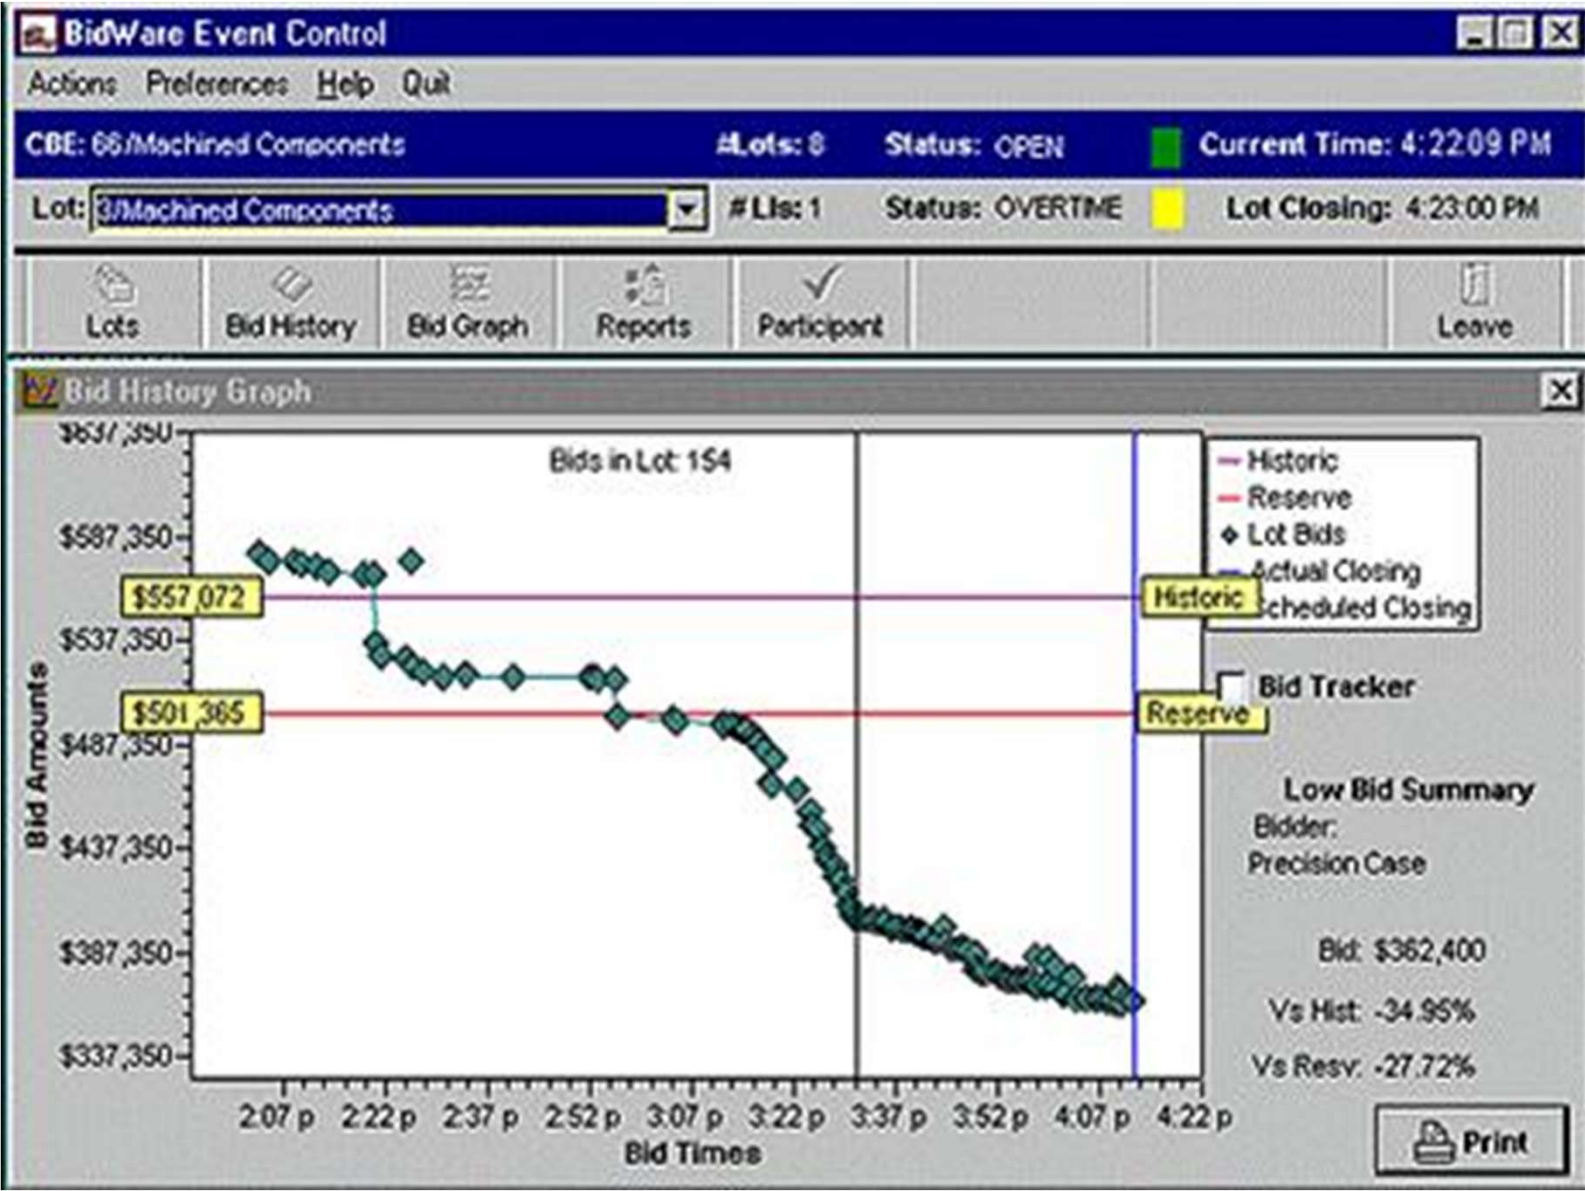 BidWare Event Control
Actions Preferences Help Quit
CBE: 66/Machined Components #Lots: 8 Status: OPEN Current Time: 4:22:09 PM
Lot: 3/Machined Components # LIs: 1 Status: OVERTIME Lot Closing: 4:23:00 PM
Lots Bid History Bid Graph Reports Participant Leave
Bid History Graph
$637,350
Bids in Lot: 154
Historic
Reserve
Lot Bids
Actual Closing
Scheduled Closing
$587,350
$557,072 Historic
$537,350
$501,365 Reserve
Bid Tracker
$487,350
$437,350
$387,350
$337,350
Bid Amounts
Low Bid Summary
Bidder:
Precision Case
Bid: $362,400
Vs Hist: -34.95%
Vs Resv: -27.72%
2:07 p 2:22 p 2:37 p 2:52 p 3:07 p 3:22 p 3:37 p 3:52 p 4:07 p 4:22 p
Bid Times
Print